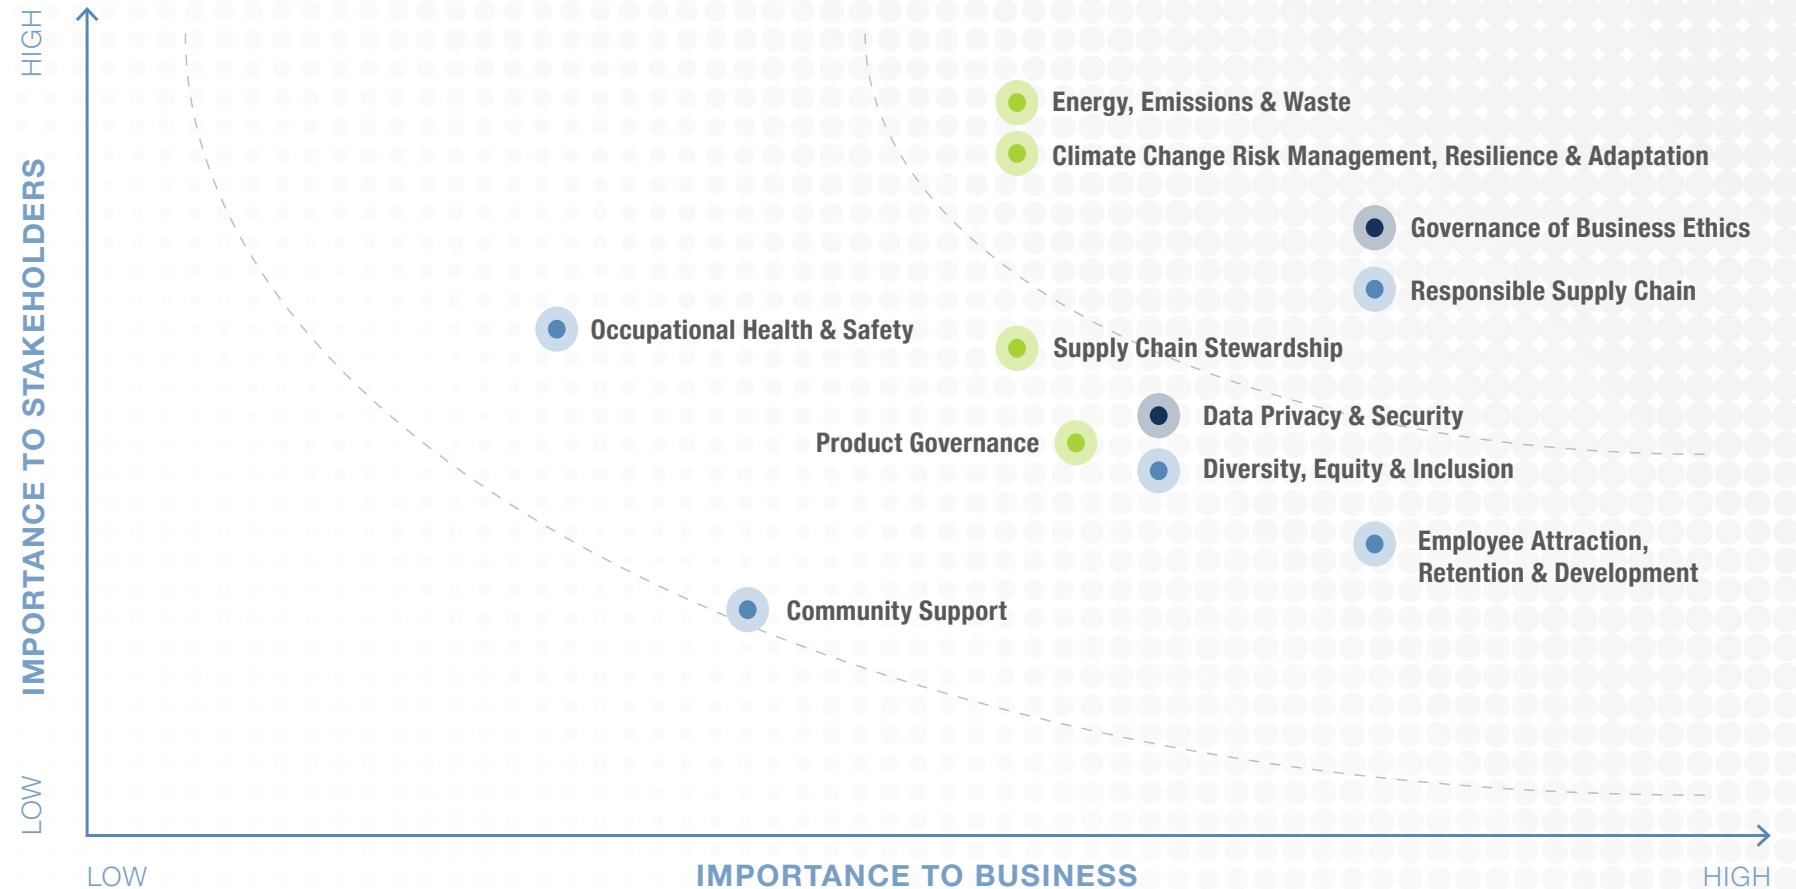 HIGH
IMPORTANCE TO STAKEHOLDERS
LOW
Energy, Emissions & Waste
Climate Change Risk Management, Resilience & Adaptation
Governance of Business Ethics
Responsible Supply Chain
Occupational Health & Safety
Supply Chain Stewardship
Data Privacy & Security
Product Governance
Diversity, Equity & Inclusion
Employee Attraction,
Retention & Development
Community Support
LOW
IMPORTANCE TO BUSINESS
HIGH